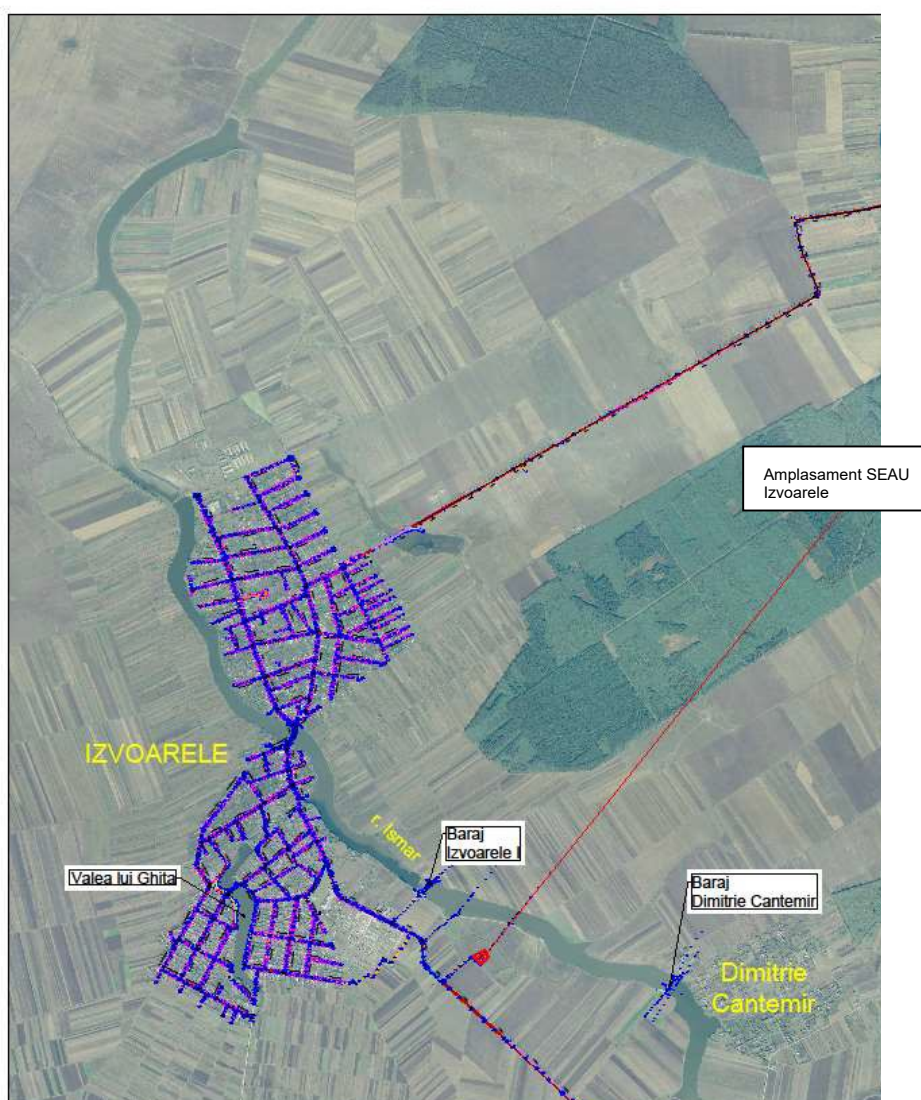 Amplasament SEAU
Izvoarele
IZVOARELE
r. Ismar
Baraj
Izvoarele I
Valea lui Ghita
Baraj
Dimitrie Cantemir
Dimitrie
Cantemir